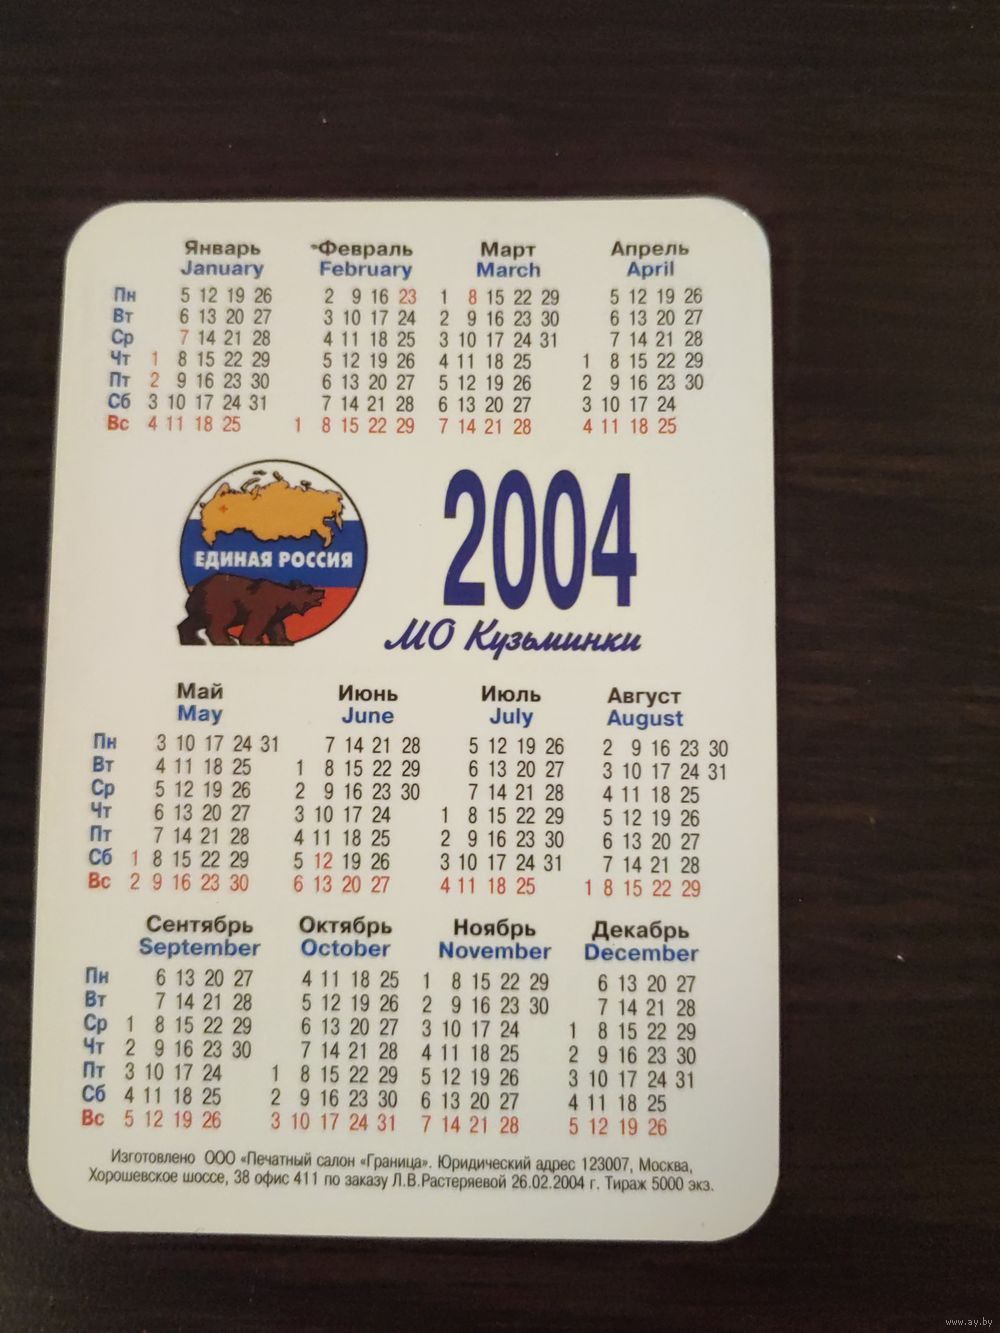 Январь Февраль Март Апрель
January February March April
Пн 5 12 19 26 2 9 16 23 1 8 15 22 29 5 12 19 26
Вт 6 13 20 27 3 10 17 24 2 9 16 23 30 6 13 20 27
Ср 7 14 21 28 4 11 18 25 3 10 17 24 31 7 14 21 28
Чт 1 8 15 22 29 5 12 19 26 4 11 18 25 1 8 15 22 29
Пт 2 9 16 23 30 6 13 20 27 5 12 19 26 2 9 16 23 30
Сб 3 10 17 24 31 7 14 21 28 6 13 20 27 3 10 17 24
Вс 4 11 18 25 1 8 15 22 29 7 14 21 28 4 11 18 25
ЕДИНАЯ РОССИЯ
2004
МО Кузьминки
Май Июнь Июль Август
May June July August
Пн 3 10 17 24 31 7 14 21 28 5 12 19 26 2 9 16 23 30
Вт 4 11 18 25 1 8 15 22 29 6 13 20 27 3 10 17 24 31
Ср 5 12 19 26 2 9 16 23 30 7 14 21 28 4 11 18 25
Чт 6 13 20 27 3 10 17 24 1 8 15 22 29 5 12 19 26
Пт 7 14 21 28 4 11 18 25 2 9 16 23 30 6 13 20 27
Сб 1 8 15 22 29 5 12 19 26 3 10 17 24 31 7 14 21 28
Вс 2 9 16 23 30 6 13 20 27 4 11 18 25 1 8 15 22 29
Сентябрь Октябрь Ноябрь Декабрь
September October November December
Пн 6 13 20 27 4 11 18 25 1 8 15 22 29 6 13 20 27
Вт 7 14 21 28 5 12 19 26 2 9 16 23 30 7 14 21 28
Ср 1 8 15 22 29 6 13 20 27 3 10 17 24 1 8 15 22 29
Чт 2 9 16 23 30 7 14 21 28 4 11 18 25 2 9 16 23 30
Пт 3 10 17 24 1 8 15 22 29 5 12 19 26 3 10 17 24 31
Сб 4 11 18 25 2 9 16 23 30 6 13 20 27 4 11 18 25
Вс 5 12 19 26 3 10 17 24 31 7 14 21 28 5 12 19 26
Изготовлено ООО «Печатный салон «Граница». Юридический адрес 123007, Москва,
Хорошевское шоссе, 38 офис 411 по заказу Л.В.Растеряевой 26.02.2004 г. Тираж 5000 экз.
www.ay.by